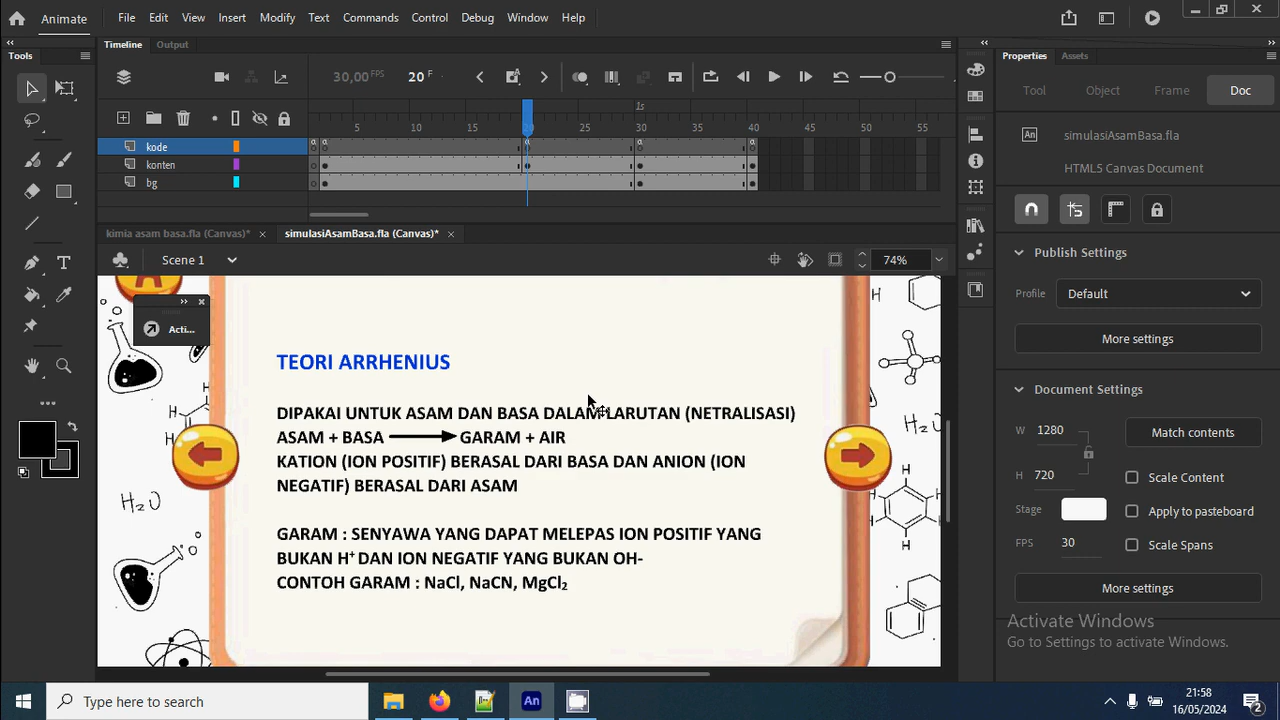 Animate File Edit View Insert Modify Text Commands Control Debug Window Help
Tools
Timeline Output
Properties Assets
30,00 FPS 20 F
Tool Object Frame Doc
1s
5 10 15 20 25 30 35 40 45 50 55
kode
konten
bg
An simulasiAsamBasa.fla
HTML5 Canvas Document
kimia asam basa.fla (Canvas)* × simulasiAsamBasa.fla (Canvas)* ×
Scene 1 74%
Publish Settings
Profile Default
More settings
Acti...
TEORI ARRHENIUS
DIPAKAI UNTUK ASAM DAN BASA DALAM LARUTAN (NETRALISASI)
ASAM + BASA ⟶ GARAM + AIR
KATION (ION POSITIF) BERASAL DARI BASA DAN ANION (ION
NEGATIF) BERASAL DARI ASAM
GARAM : SENYAWA YANG DAPAT MELEPAS ION POSITIF YANG
BUKAN H⁺ DAN ION NEGATIF YANG BUKAN OH-
CONTOH GARAM : NaCl, NaCN, MgCl₂
H₂O
H
H
H
H
H₂O
H
H
H
Document Settings
W 1280 Match contents
H 720 Scale Content
Stage Apply to pasteboard
FPS 30 Scale Spans
More settings
Activate Windows
Go to Settings to activate Windows.
Type here to search
An
21:58
16/05/2024
2